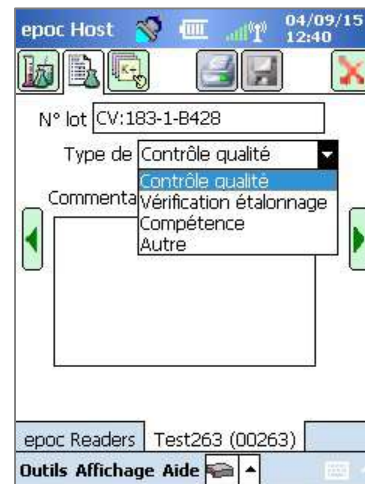 epoc Host 04/09/15
12:40
K+
N° lot CV:183-1-B428
Type de Contrôle qualité
Contrôle qualité
Commenta Vérification étalonnage
Compétence
Autre
epoc Readers Test263 (00263)
Outils Affichage Aide